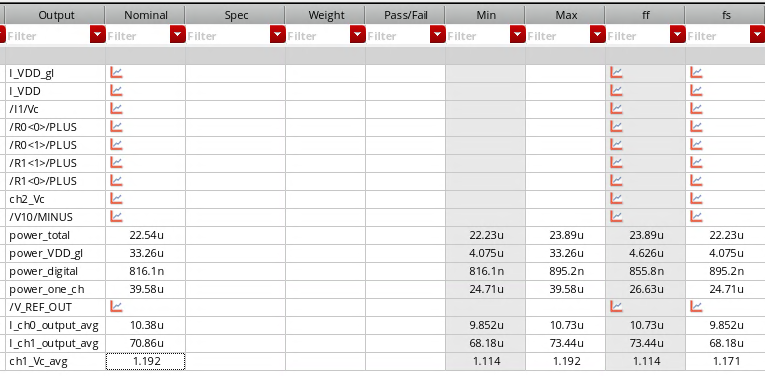 Output Nominal Spec Weight Pass/Fail Min Max ff fs
Filter Filter Filter Filter Filter Filter Filter Filter Filter
I_VDD_gl
I_VDD
/I1/Vc
/R0<0>/PLUS
/R0<1>/PLUS
/R1<1>/PLUS
/R1<0>/PLUS
ch2_Vc
/V10/MINUS
power_total 22.54u 22.23u 23.89u 23.89u 22.23u
power_VDD_gl 33.26u 4.075u 33.26u 4.626u 4.075u
power_digital 816.1n 816.1n 895.2n 855.8n 895.2n
power_one_ch 39.58u 24.71u 39.58u 26.63u 24.71u
/V_REF_OUT
I_ch0_output_avg 10.38u 9.852u 10.73u 10.73u 9.852u
I_ch1_output_avg 70.86u 68.18u 73.44u 73.44u 68.18u
ch1_Vc_avg 1.192 1.114 1.192 1.114 1.171